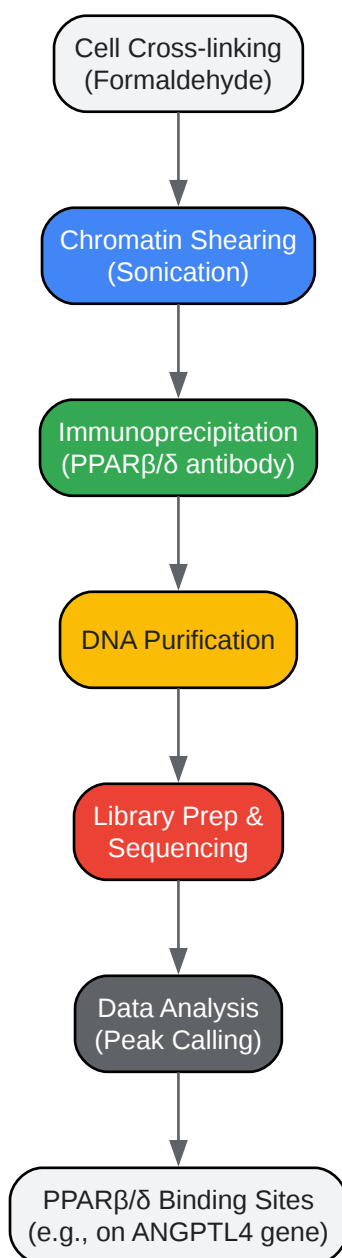 Cell Cross-linking
(Formaldehyde)
Chromatin Shearing
(Sonication)
Immunoprecipitation
(PPARβ/δ antibody)
DNA Purification
Library Prep &
Sequencing
Data Analysis
(Peak Calling)
PPARβ/δ Binding Sites
(e.g., on ANGPTL4 gene)